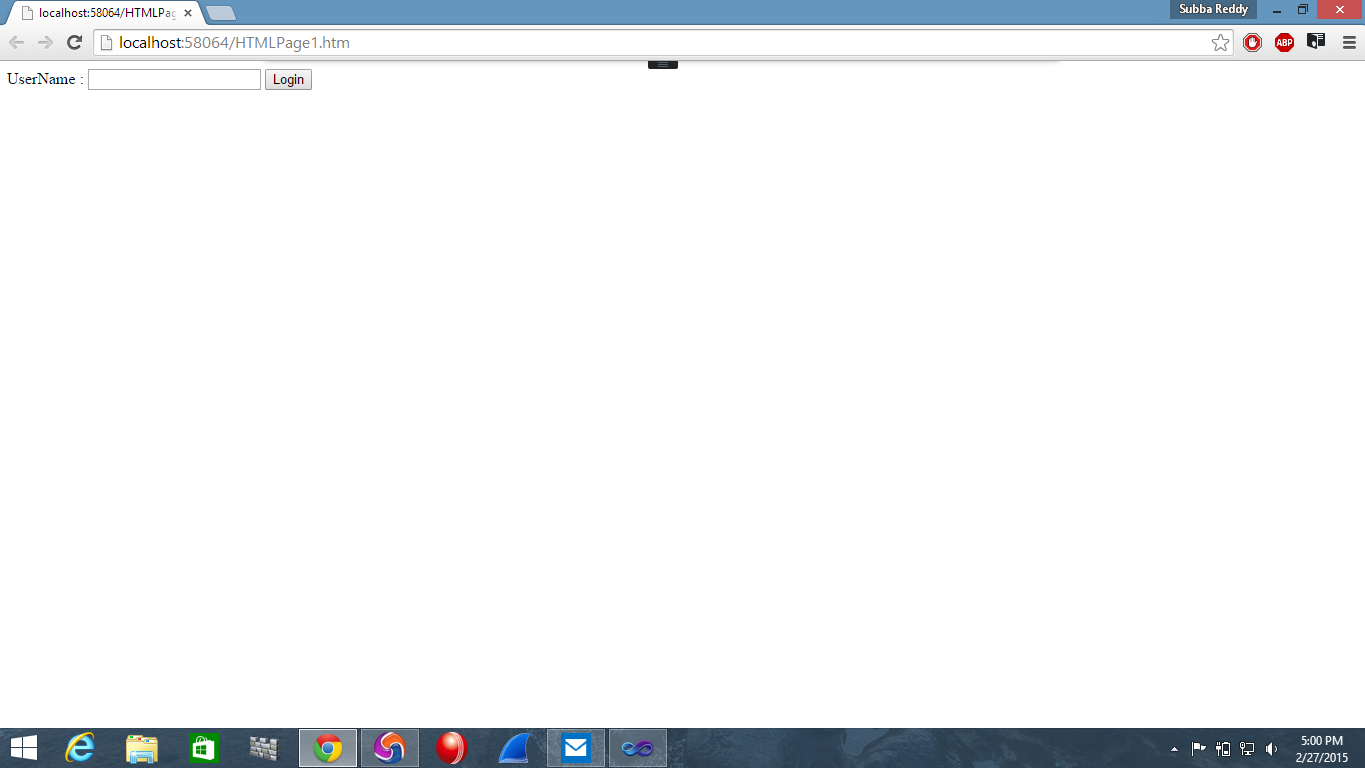 localhost:58064/HTMLPag
Subba Reddy
localhost:58064/HTMLPage1.htm
ABP
UserName :
Login
5:00 PM
2/27/2015